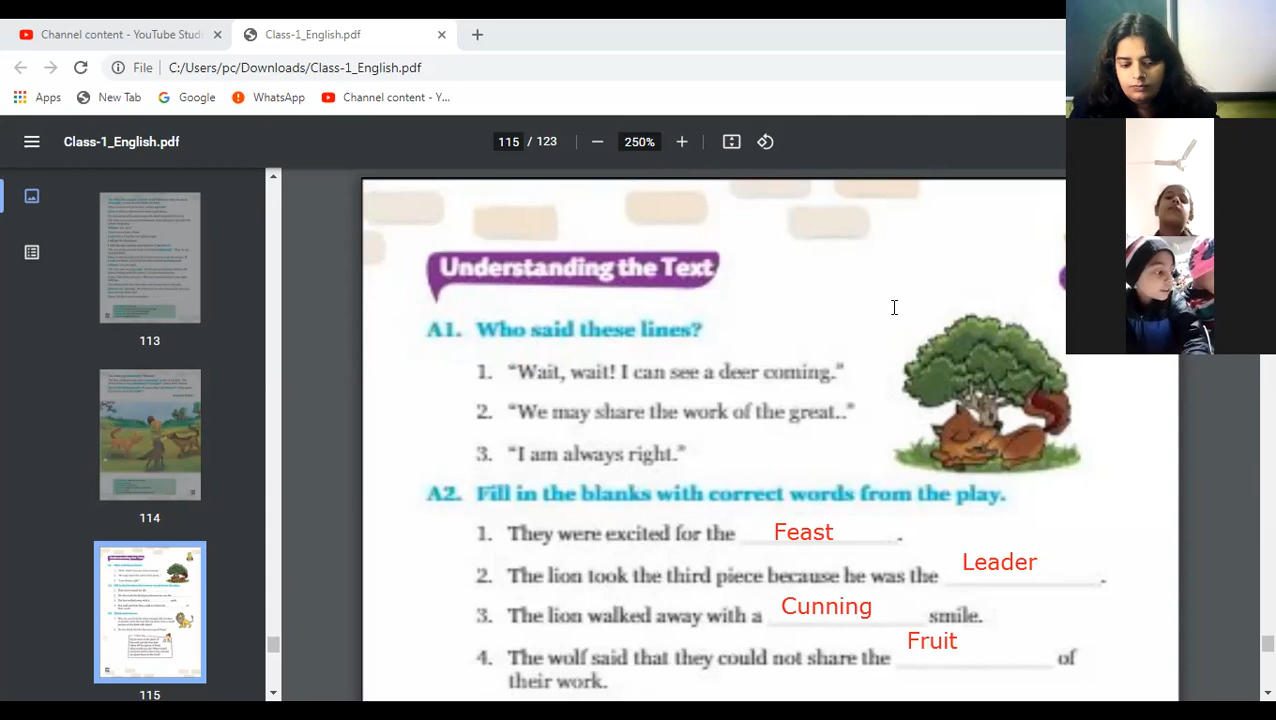 Channel content - YouTube Stud
Class-1_English.pdf
File
C:/Users/pc/Downloads/Class-1_English.pdf
Apps
New Tab
Google
WhatsApp
Channel content - Y...
Class-1_English.pdf
115 / 123
250%
113
114
115
Understanding the Text
A1. Who said these lines?
1. "Wait, wait! I can see a deer coming."
2. "We may share the work of the great.."
3. "I am always right."
A2. Fill in the blanks with correct words from the play.
1. They were excited for the Feast.
2. The lion took the third piece because he was the Leader.
3. The lion walked away with a Cunning smile.
4. The wolf said that they could not share the Fruit of
their work.